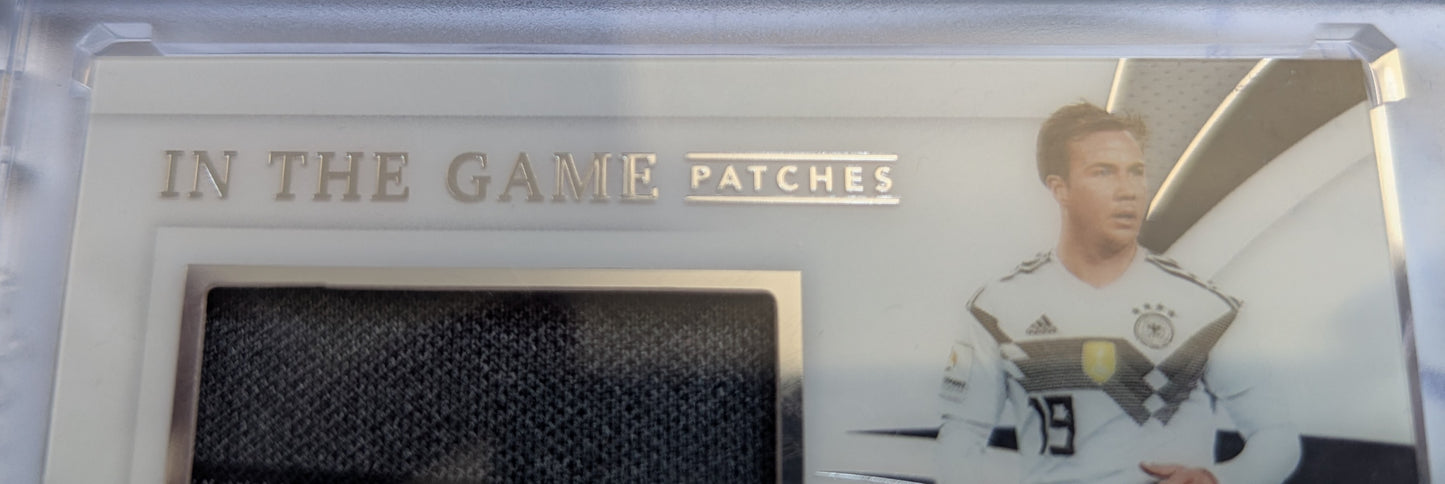 IN THE GAME PATCHES
adidas
19